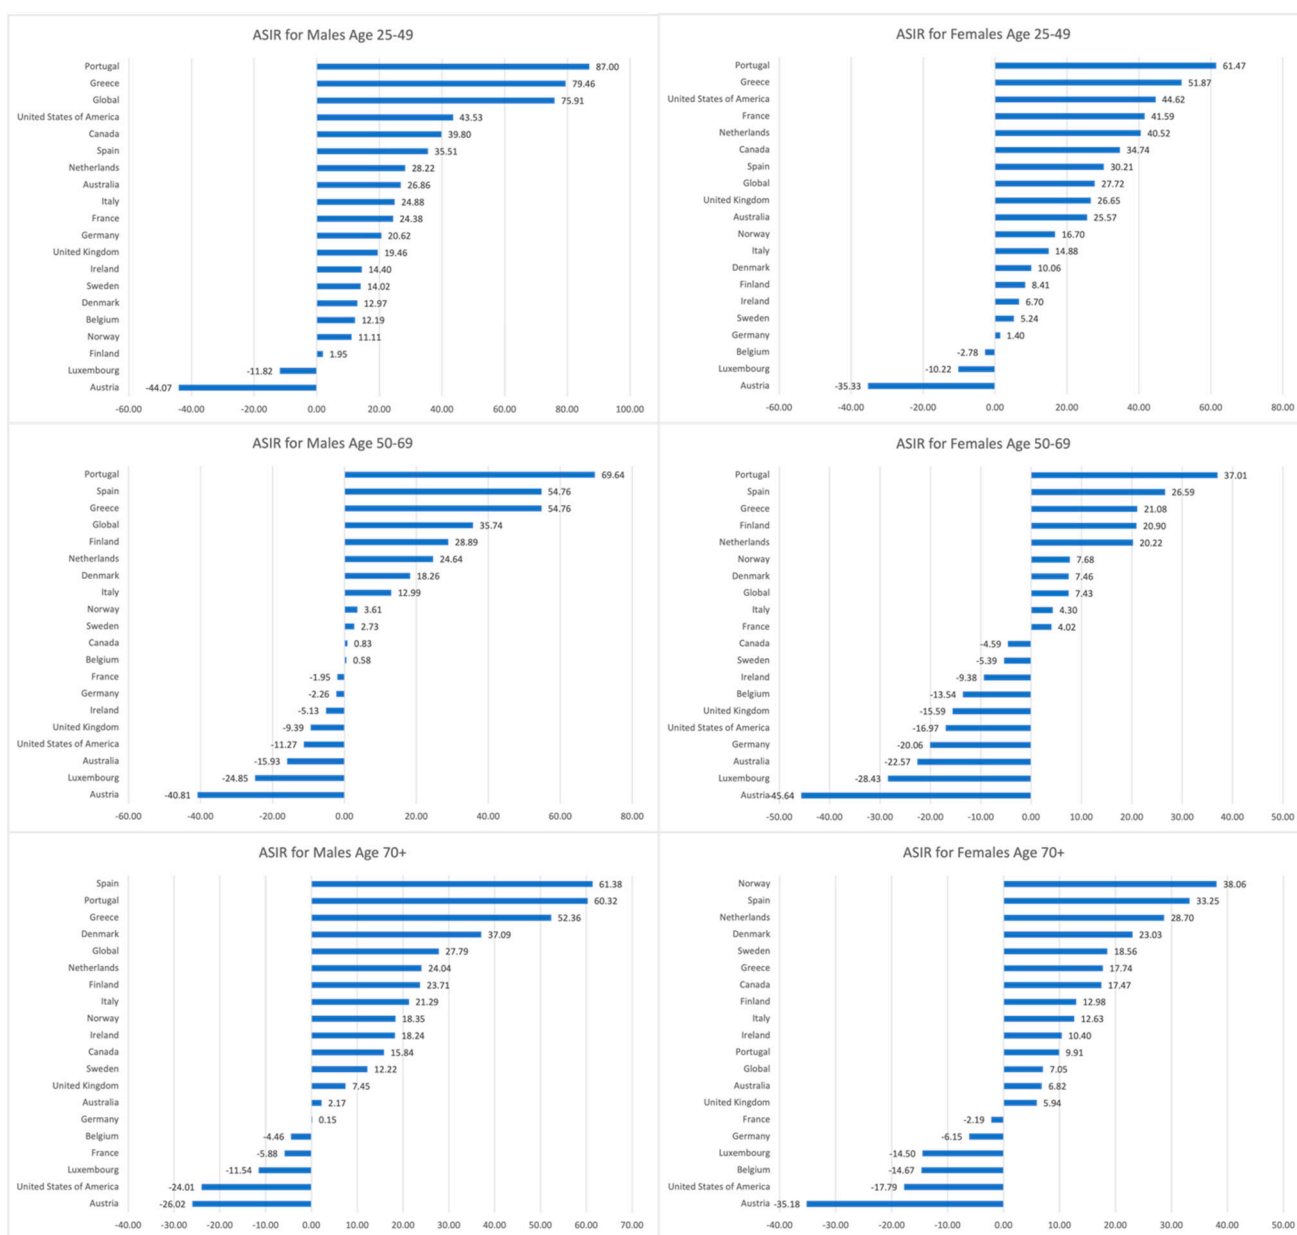 ASIR for Males Age 25-49
Portugal 87.00
Greece 79.46
Global 75.91
United States of America 43.53
Canada 39.80
Spain 35.51
Netherlands 28.22
Australia 26.86
Italy 24.88
France 24.38
Germany 20.62
United Kingdom 19.46
Ireland 14.40
Sweden 14.02
Denmark 12.97
Belgium 12.19
Norway 11.11
Finland 1.95
Luxembourg -11.82
Austria -44.07
-60.00 -40.00 -20.00 0.00 20.00 40.00 60.00 80.00 100.00
ASIR for Females Age 25-49
Portugal 61.47
Greece 51.87
United States of America 44.62
France 41.59
Netherlands 40.52
Canada 34.74
Spain 30.21
Global 27.72
United Kingdom 26.65
Australia 25.57
Norway 16.70
Italy 14.88
Denmark 10.06
Finland 8.41
Ireland 6.70
Sweden 5.24
Germany 1.40
Belgium -2.78
Luxembourg -10.22
Austria -35.33
-60.00 -40.00 -20.00 0.00 20.00 40.00 60.00 80.00
ASIR for Males Age 50-69
Portugal 69.64
Spain 54.76
Greece 54.76
Global 35.74
Finland 28.89
Netherlands 24.64
Denmark 18.26
Italy 12.99
Norway 3.61
Sweden 2.73
Canada 0.83
Belgium 0.58
France -1.95
Germany -2.26
Ireland -5.13
United Kingdom -9.39
United States of America -11.27
Australia -15.93
Luxembourg -24.85
Austria -40.81
-60.00 -40.00 -20.00 0.00 20.00 40.00 60.00 80.00
ASIR for Females Age 50-69
Portugal 37.01
Spain 26.59
Greece 21.08
Finland 20.90
Netherlands 20.22
Norway 7.68
Denmark 7.46
Global 7.43
Italy 4.30
France 4.02
Canada -4.59
Sweden -5.39
Ireland -9.38
Belgium -13.54
United Kingdom -15.59
United States of America -16.97
Germany -20.06
Australia -22.57
Luxembourg -28.43
Austria -45.64
-50.00 -40.00 -30.00 -20.00 -10.00 0.00 10.00 20.00 30.00 40.00 50.00
ASIR for Males Age 70+
Spain 61.38
Portugal 60.32
Greece 52.36
Denmark 37.09
Global 27.79
Netherlands 24.04
Finland 23.71
Italy 21.29
Norway 18.35
Ireland 18.24
Canada 15.84
Sweden 12.22
United Kingdom 7.45
Australia 2.17
Germany 0.15
Belgium -4.46
France -5.88
Luxembourg -11.54
United States of America -24.01
Austria -26.02
-40.00 -30.00 -20.00 -10.00 0.00 10.00 20.00 30.00 40.00 50.00 60.00 70.00
ASIR for Females Age 70+
Norway 38.06
Spain 33.25
Netherlands 28.70
Denmark 23.03
Sweden 18.56
Greece 17.74
Canada 17.47
Finland 12.98
Italy 12.63
Ireland 10.40
Portugal 9.91
Global 7.05
Australia 6.82
United Kingdom 5.94
France -2.19
Germany -6.15
Luxembourg -14.50
Belgium -14.67
United States of America -17.79
Austria -35.18
-40.00 -30.00 -20.00 -10.00 0.00 10.00 20.00 30.00 40.00 50.00